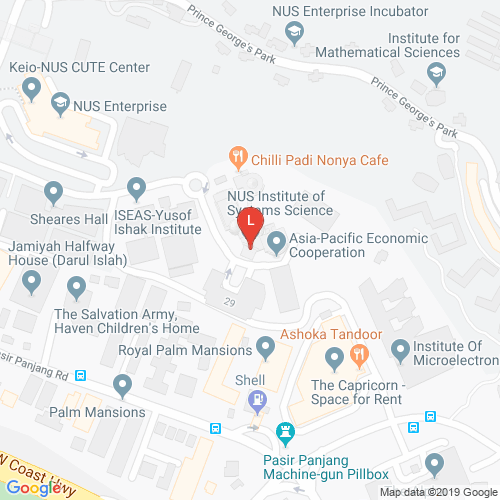 Prince George's Park
NUS Enterprise Incubator
Institute for
Mathematical Sciences
Keio-NUS CUTE Center
NUS Enterprise
Prince George's Park
Chilli Padi Nonya Cafe
NUS Institute of
Systems Science
Sheares Hall
ISEAS-Yusof
Ishak Institute
L
Asia-Pacific Economic
Cooperation
Jamiyah Halfway
House (Darul Islah)
29
The Salvation Army,
Haven Children's Home
Ashoka Tandoor
Royal Palm Mansions
Institute Of
Microelectron
Pasir Panjang Rd
Shell
The Capricorn -
Space for Rent
Palm Mansions
Pasir Panjang
Machine-gun Pillbox
W Coast Hwy
Google
Map data ©2019 Google